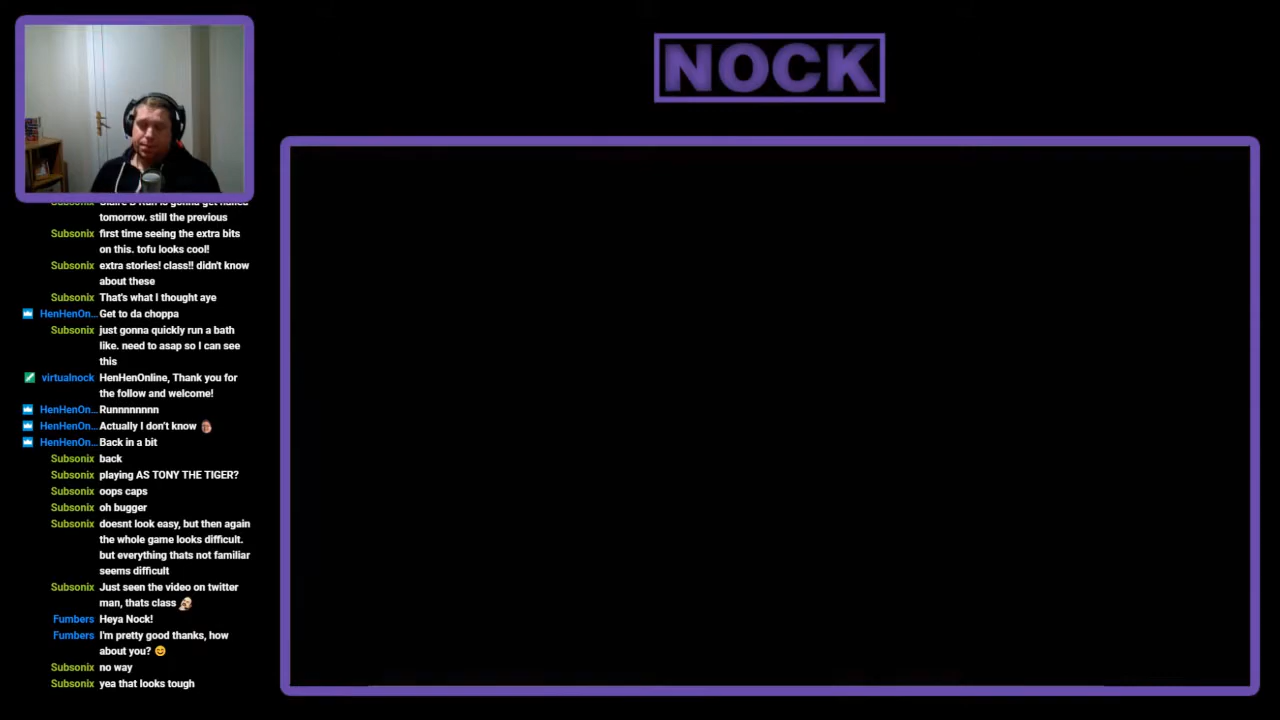 NOCK
tomorrow. still the previous
Subsonix first time seeing the extra bits
on this. tofu looks cool!
Subsonix extra stories! class!! didn't know
about these
Subsonix That's what I thought aye
HenHenOn... Get to da choppa
Subsonix just gonna quickly run a bath
like. need to asap so I can see
this
virtualnock HenHenOnline, Thank you for
the follow and welcome!
HenHenOn... Runnnnnnnn
HenHenOn... Actually I don't know
HenHenOn... Back in a bit
Subsonix back
Subsonix playing AS TONY THE TIGER?
Subsonix oops caps
Subsonix oh bugger
Subsonix doesnt look easy, but then again
the whole game looks difficult.
but everything thats not familiar
seems difficult
Subsonix Just seen the video on twitter
man, thats class
Fumbers Heya Nock!
Fumbers I'm pretty good thanks, how
about you? 😊
Subsonix no way
Subsonix yea that looks tough